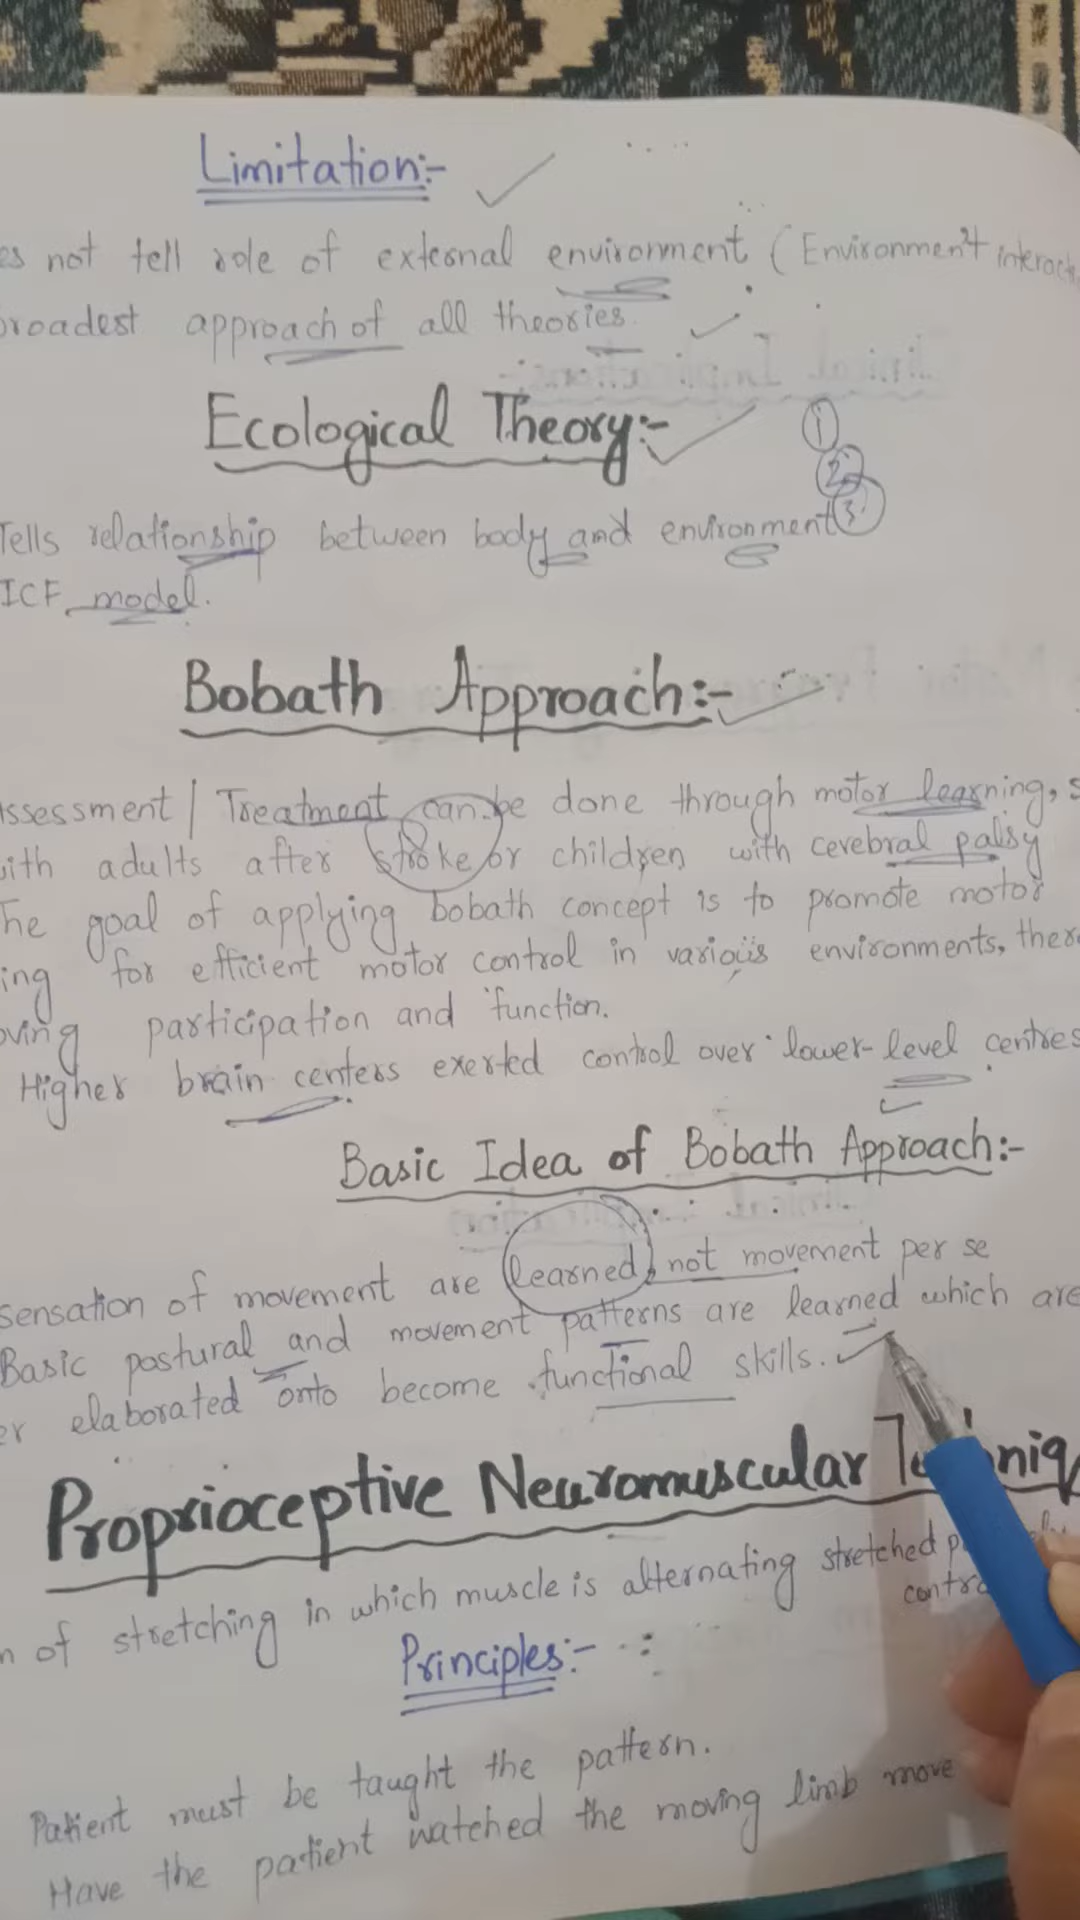 Limitation:-
not tell role of external environment (Environment
approach of all theories.
Ecological Theory:-
1
2
3
Tells relationship between body and environment
ICF model.
Bobath Approach:-
Assessment / Treatment can be done through motor learning,
with adults after stroke or children with cerebral palsy
The goal of applying bobath concept is to promote motor
ing for efficient motor control in various environments,
participation and function.
Higher brain centers exerted control over lower-level centres
Basic Idea of Bobath Approach:-
sensation of movement are learned, not movement per se
Basic postural and movement patterns are learned which are
elaborated onto become functional skills.
Proprioceptive Neuromuscular
of stretching in which muscle is alternating stretched
Principles:-
Patient must be taught the pattern.
Have the patient watched the moving limb move